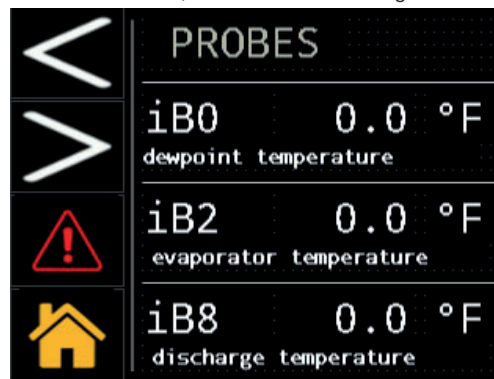 PROBES
iB0 0.0 °F
dewpoint temperature
iB2 0.0 °F
evaporator temperature
iB8 0.0 °F
discharge temperature